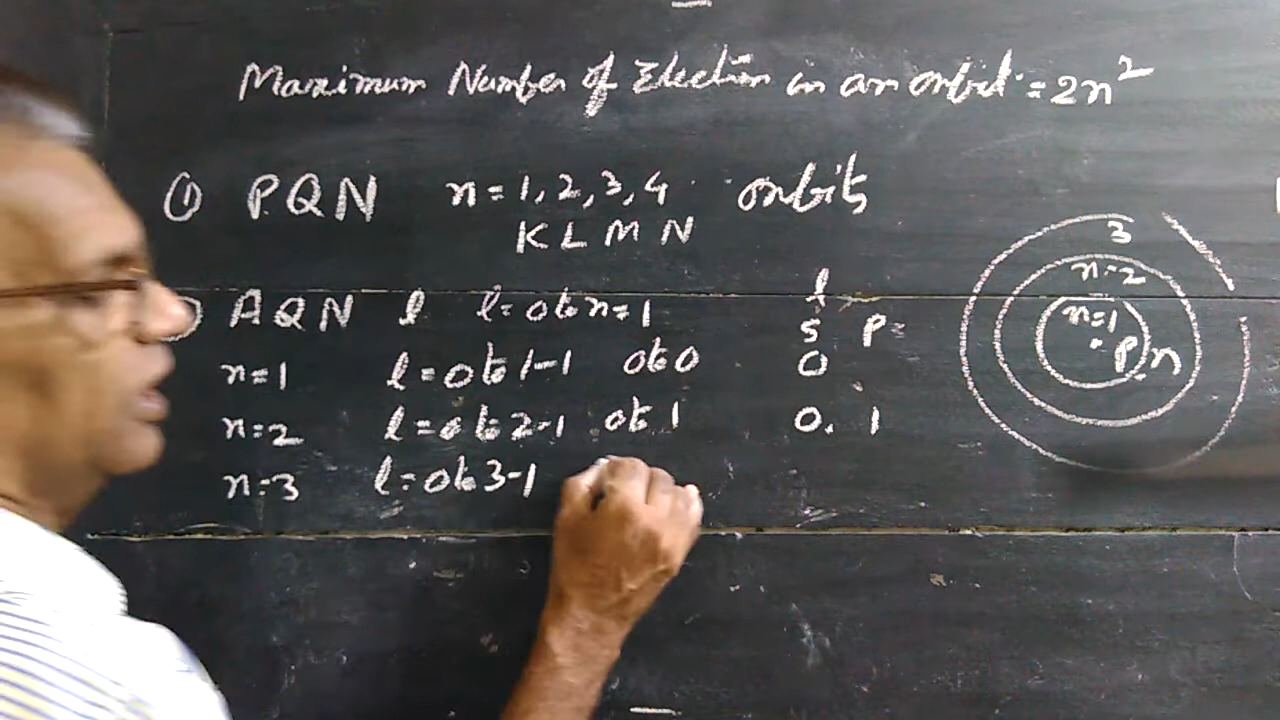 Maximum Number of Electron in an orbit = 2n²
① PQN n = 1, 2, 3, 4 orbits
K L M N
AQN l l = 0 to n-1 l
s p
n=1 l = 0 to 1-1 0 to 0 0
n=2 l = 0 to 2-1 0 to 1 0, 1
n=3 l = 0 to 3-1
3
n=2
n=1
P n